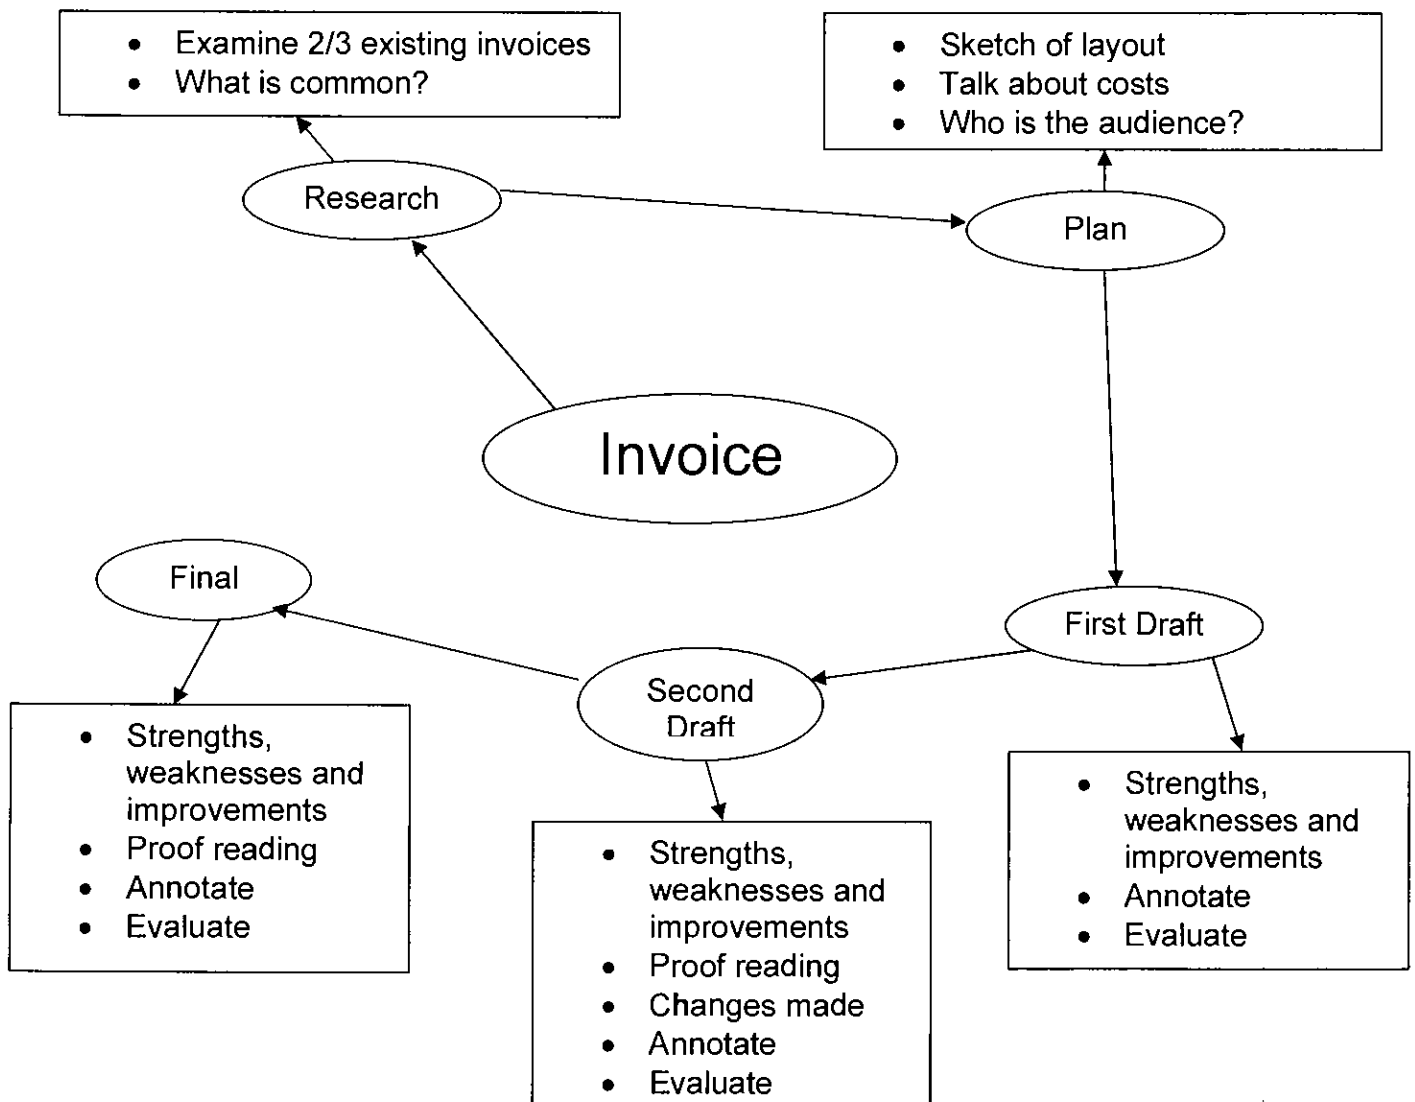 • Examine 2/3 existing invoices
• What is common?
• Sketch of layout
• Talk about costs
• Who is the audience?
Research
Plan
Invoice
Final
First Draft
Second
Draft
• Strengths,
weaknesses and
improvements
• Proof reading
• Annotate
• Evaluate
• Strengths,
weaknesses and
improvements
• Proof reading
• Changes made
• Annotate
• Evaluate
• Strengths,
weaknesses and
improvements
• Annotate
• Evaluate